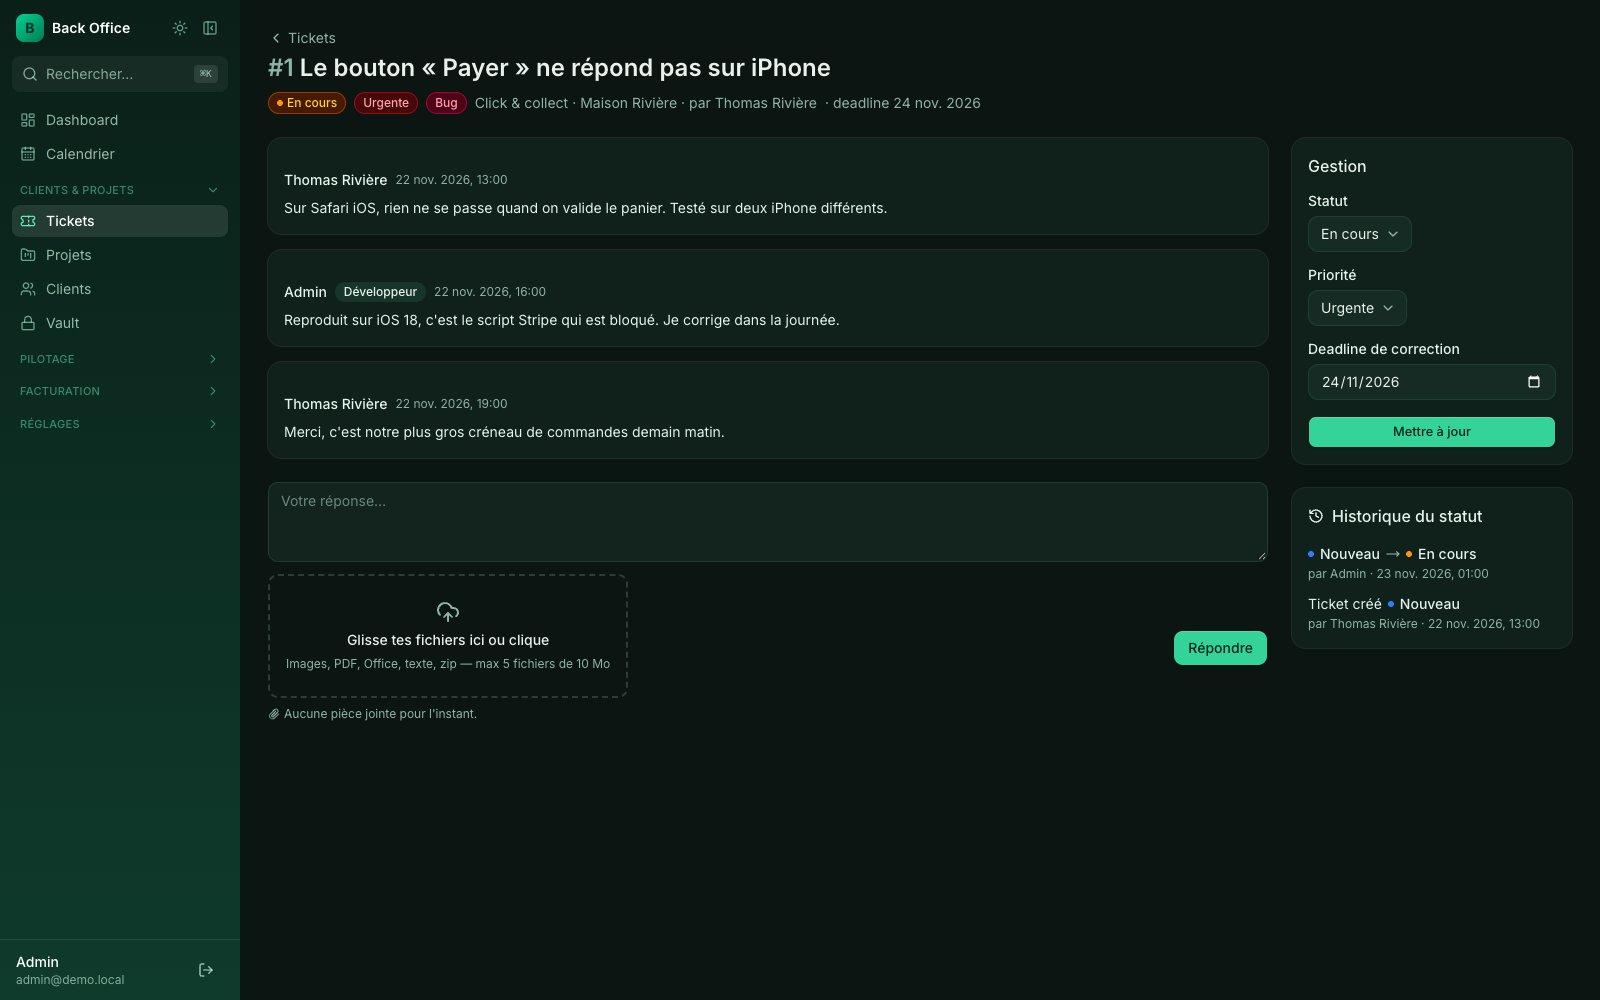 B Back Office
Rechercher... ⌘K
Dashboard
Calendrier
CLIENTS & PROJETS
Tickets
Projets
Clients
Vault
PILOTAGE
FACTURATION
RÉGLAGES
Admin
admin@demo.local
Tickets
#1 Le bouton « Payer » ne répond pas sur iPhone
En cours Urgente Bug Click & collect · Maison Rivière · par Thomas Rivière · deadline 24 nov. 2026
Thomas Rivière 22 nov. 2026, 13:00
Sur Safari iOS, rien ne se passe quand on valide le panier. Testé sur deux iPhone différents.
Admin Développeur 22 nov. 2026, 16:00
Reproduit sur iOS 18, c'est le script Stripe qui est bloqué. Je corrige dans la journée.
Thomas Rivière 22 nov. 2026, 19:00
Merci, c'est notre plus gros créneau de commandes demain matin.
Votre réponse...
Glisse tes fichiers ici ou clique
Images, PDF, Office, texte, zip — max 5 fichiers de 10 Mo
Répondre
Aucune pièce jointe pour l'instant.
Gestion
Statut
En cours
Priorité
Urgente
Deadline de correction
24/11/2026
Mettre à jour
Historique du statut
Nouveau → En cours
par Admin · 23 nov. 2026, 01:00
Ticket créé Nouveau
par Thomas Rivière · 22 nov. 2026, 13:00